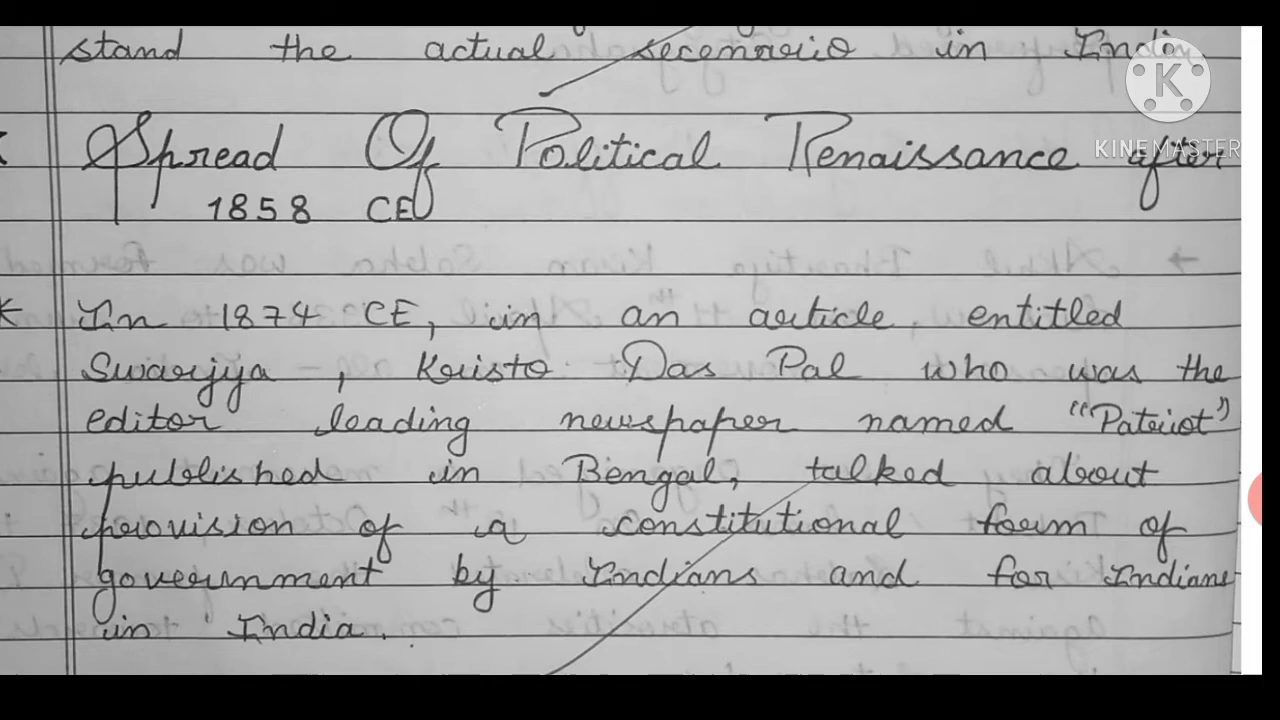 stand the actual secenario in India
Spread Of Political Renaissance after
1858 CE
In 1874 CE, in an article entitled
Swarjya -, Kristo Das Pal who was the
editor leading newspaper named "Patriot"
published in Bengal, talked about
provision of a constitutional form of
government by Indians and for Indians
in India.
K
KINEMASTER